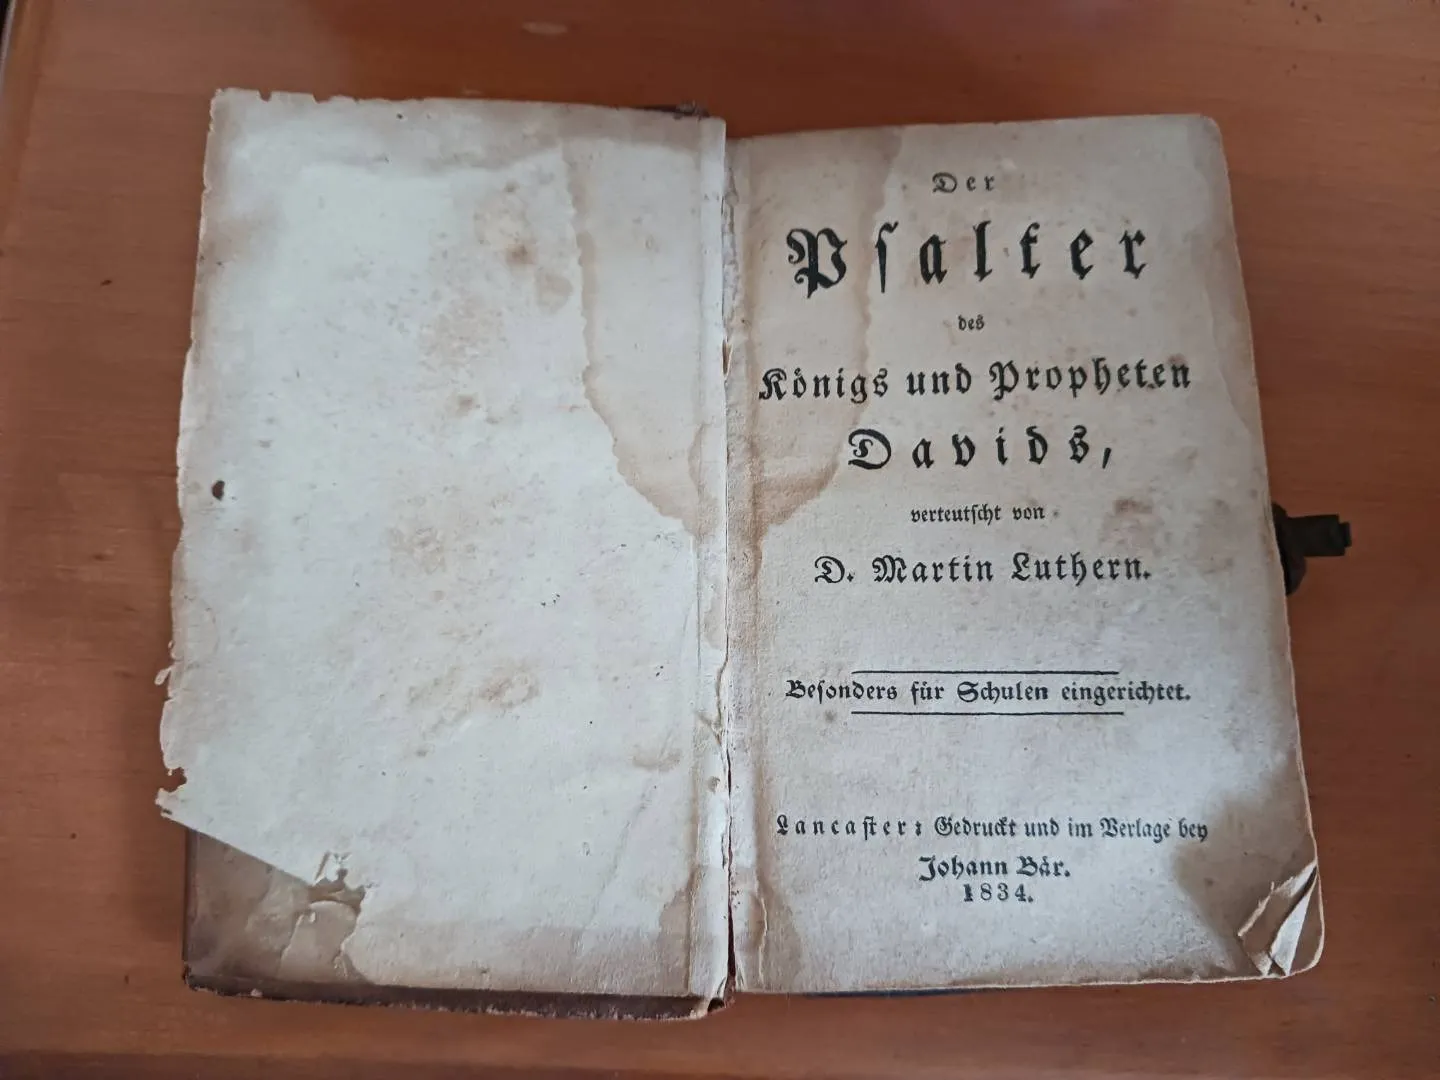 Der
Psalter
des
Königs und Propheten
Davids,
verteutscht von
D. Martin Luthern.
Besonders für Schulen eingerichtet.
Lancaster: Gedruckt und im Verlage bey
Johann Bär.
1834.